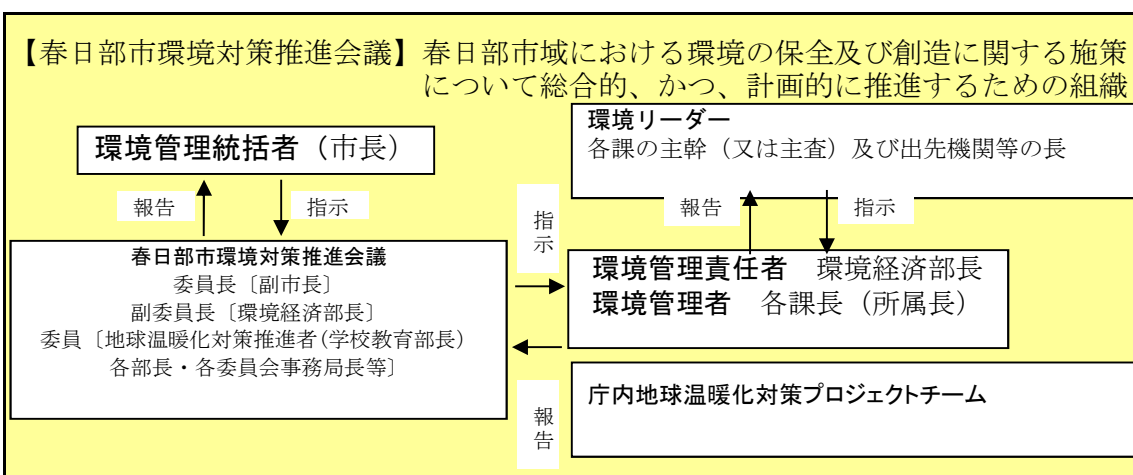 【春日部市環境対策推進会議】春日部市域における環境の保全及び創造に関する施策
について総合的、かつ、計画的に推進するための組織
環境管理統括者（市長）
報告
指示
春日部市環境対策推進会議
委員長〔副市長〕
副委員長〔環境経済部長〕
委員〔地球温暖化対策推進者(学校教育部長）
各部長・各委員会事務局長等〕
指示
報告
環境リーダー
各課の主幹（又は主査）及び出先機関等の長
報告
指示
環境管理責任者　環境経済部長
環境管理者　各課長（所属長）
庁内地球温暖化対策プロジェクトチーム